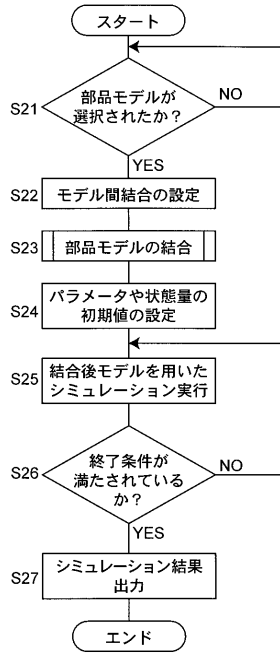 スタート
S21
部品モデルが
選択されたか?
NO
YES
S22
モデル間結合の設定
S23
部品モデルの結合
S24
パラメータや状態量の
初期値の設定
S25
結合後モデルを用いた
シミュレーション実行
S26
終了条件が
満たされている
か?
NO
YES
S27
シミュレーション結果
出力
エンド